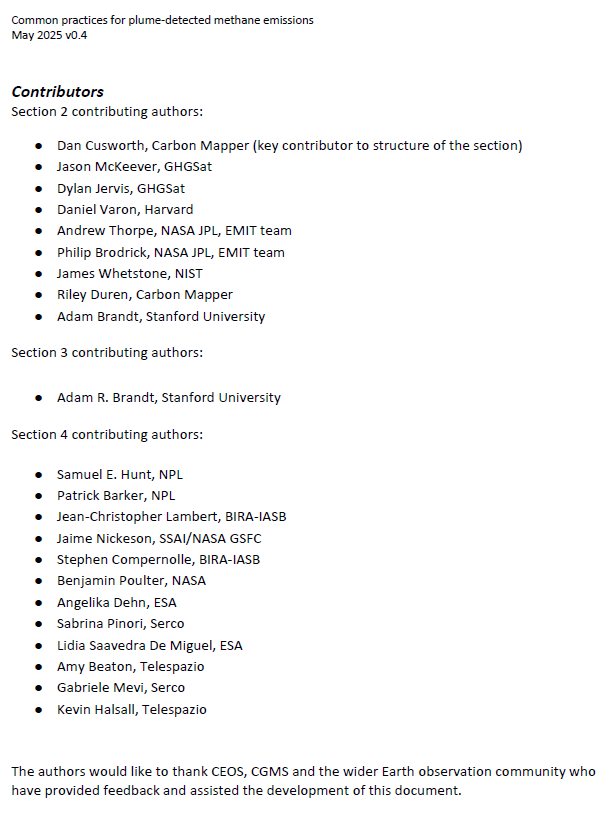 Common practices for plume-detected methane emissions
May 2025 v0.4
Contributors
Section 2 contributing authors:
● Dan Cusworth, Carbon Mapper (key contributor to structure of the section)
● Jason McKeever, GHGSat
● Dylan Jervis, GHGSat
● Daniel Varon, Harvard
● Andrew Thorpe, NASA JPL, EMIT team
● Philip Brodrick, NASA JPL, EMIT team
● James Whetstone, NIST
● Riley Duren, Carbon Mapper
● Adam Brandt, Stanford University
Section 3 contributing authors:
● Adam R. Brandt, Stanford University
Section 4 contributing authors:
● Samuel E. Hunt, NPL
● Patrick Barker, NPL
● Jean-Christopher Lambert, BIRA-IASB
● Jaime Nickeson, SSAI/NASA GSFC
● Stephen Compernolle, BIRA-IASB
● Benjamin Poulter, NASA
● Angelika Dehn, ESA
● Sabrina Pinori, Serco
● Lidia Saavedra De Miguel, ESA
● Amy Beaton, Telespazio
● Gabriele Mevi, Serco
● Kevin Halsall, Telespazio
The authors would like to thank CEOS, CGMS and the wider Earth observation community who
have provided feedback and assisted the development of this document.